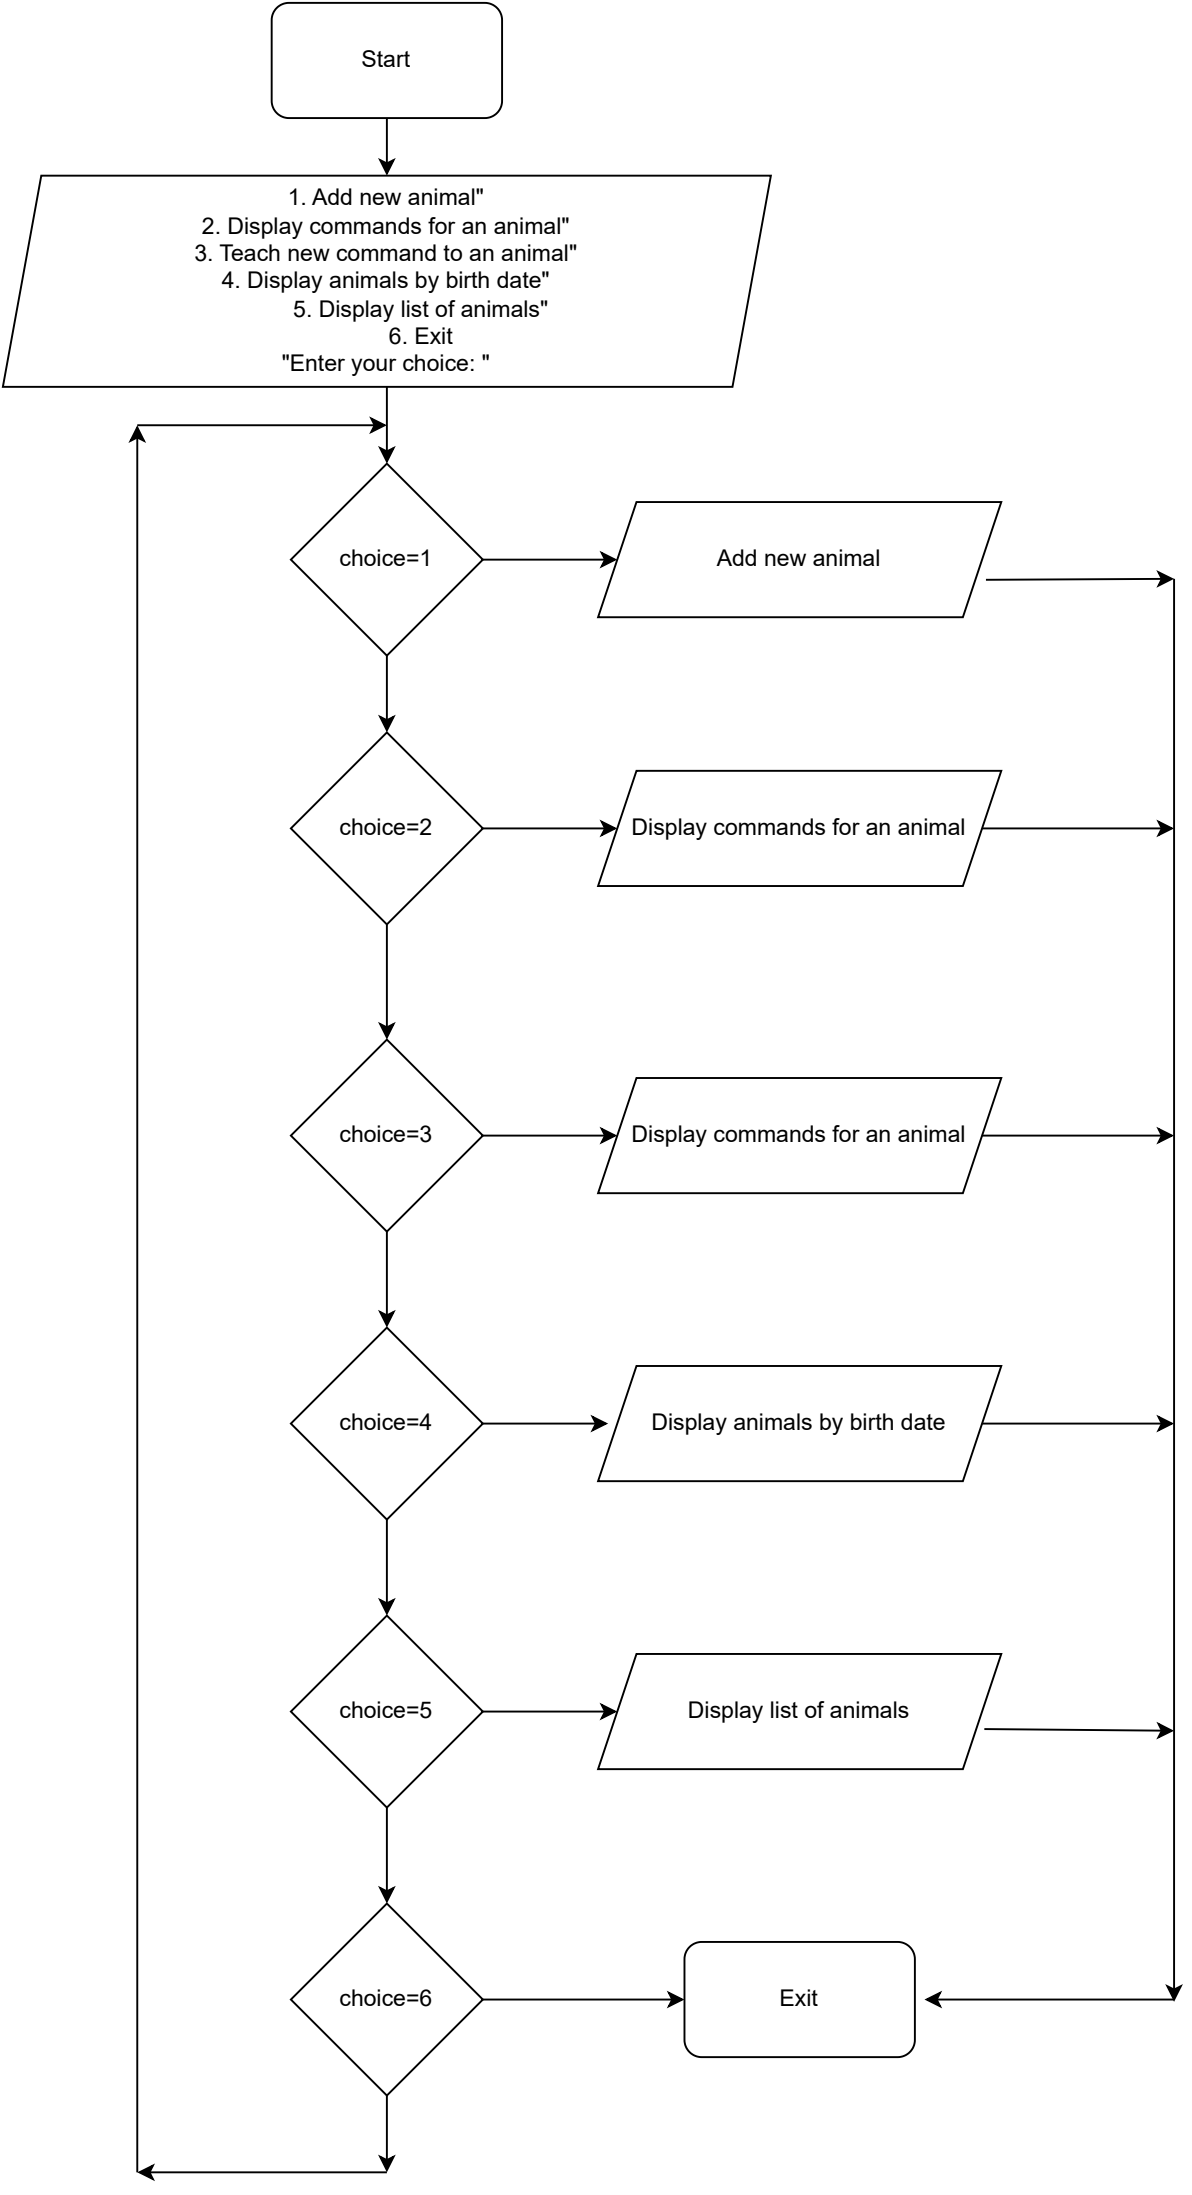 Start
1. Add new animal"
2. Display commands for an animal"
3. Teach new command to an animal"
4. Display animals by birth date"
5. Display list of animals"
6. Exit
"Enter your choice: "
choice=1
Add new animal
choice=2
Display commands for an animal
choice=3
Display commands for an animal
choice=4
Display animals by birth date
choice=5
Display list of animals
choice=6
Exit